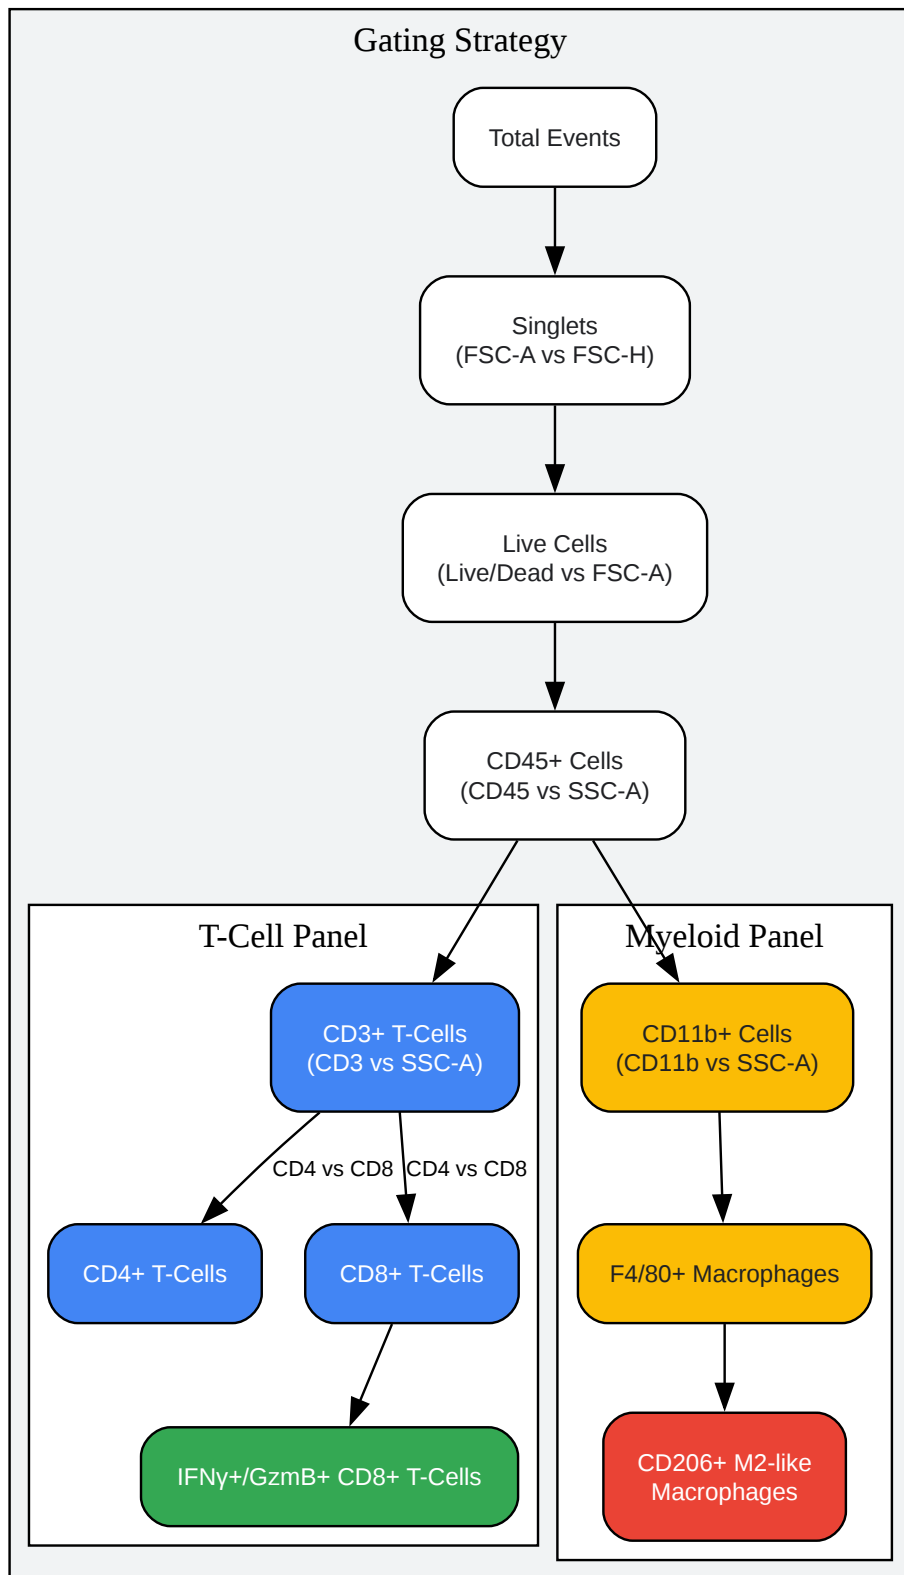 Gating Strategy
Total Events
Singlets
(FSC-A vs FSC-H)
Live Cells
(Live/Dead vs FSC-A)
CD45+ Cells
(CD45 vs SSC-A)
T-Cell Panel
CD3+ T-Cells
(CD3 vs SSC-A)
CD4 vs CD8
CD4 vs CD8
CD4+ T-Cells
CD8+ T-Cells
IFNγ+/GzmB+ CD8+ T-Cells
Myeloid Panel
CD11b+ Cells
(CD11b vs SSC-A)
F4/80+ Macrophages
CD206+ M2-like
Macrophages